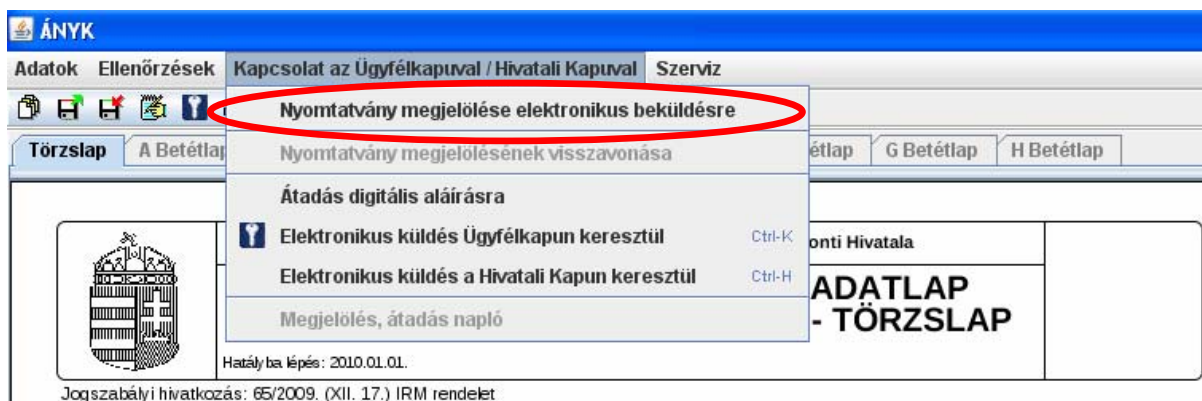 ÁNYK
Adatok Ellenőrzések Kapcsolat az Ügyfélkapuval / Hivatali Kapuval Szerviz
Nyomtatvány megjelölése elektronikus beküldésre
Törzslap A Betétlap G Betétlap H Betétlap
Nyomtatvány megjelölésének visszavonása
Átadás digitális aláírásra
Elektronikus küldés Ügyfélkapun keresztül Ctrl-K
Elektronikus küldés a Hivatali Kapun keresztül Ctrl-H
Megjelölés, átadás napló
onti Hivatala
ADATLAP
- TÖRZSLAP
Hatályba lépés: 2010.01.01.
Jogszabályi hivatkozás: 65/2009. (XII. 17.) IRM rendelet